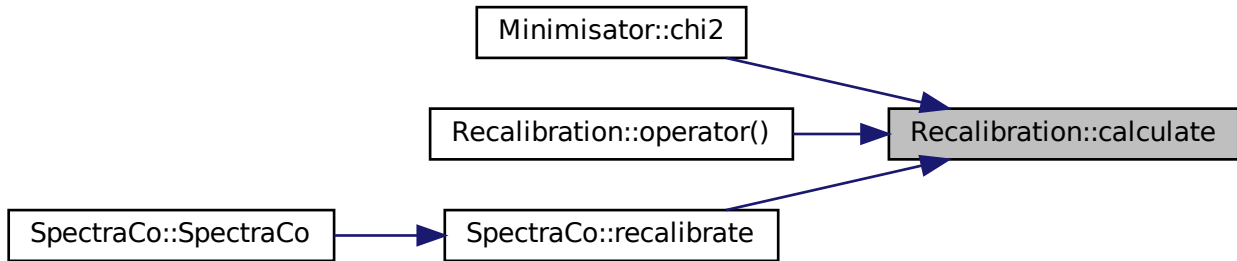 Minimisator::chi2
Recalibration::operator()
Recalibration::calculate
SpectraCo::SpectraCo
SpectraCo::recalibrate